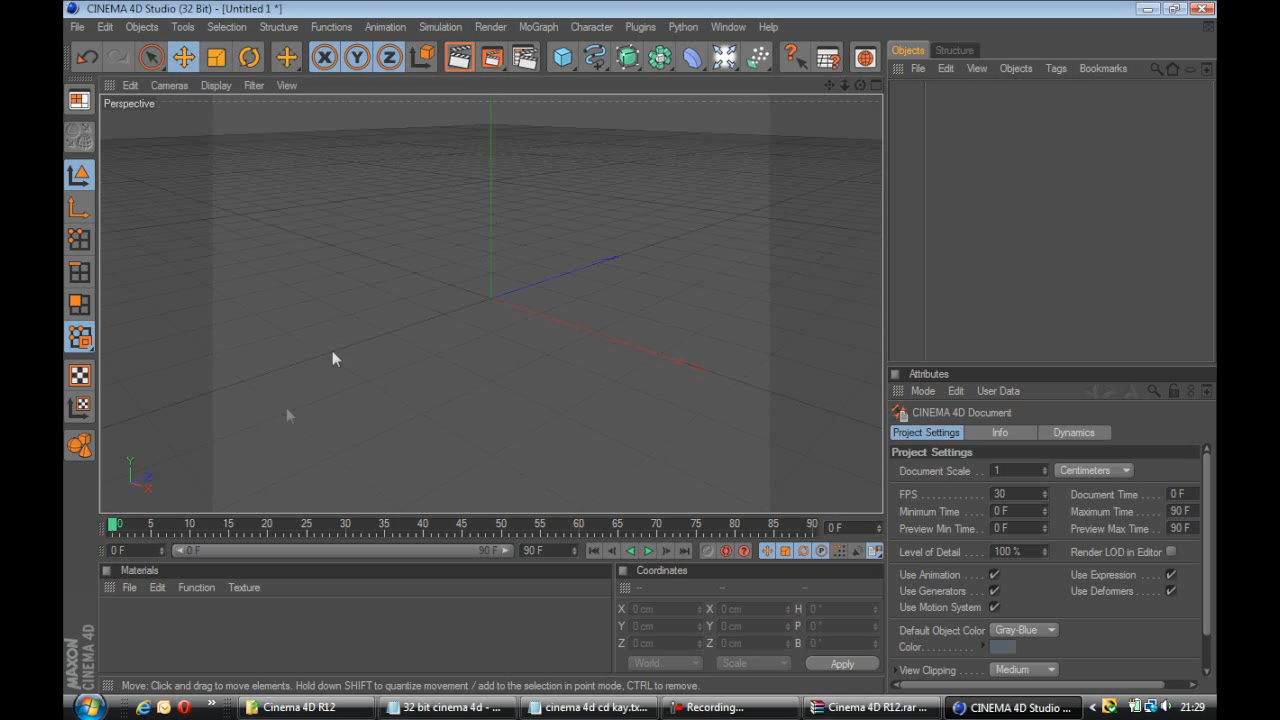 CINEMA 4D Studio (32 Bit) - [Untitled 1 *]
File Edit Objects Tools Selection Structure Functions Animation Simulation Render MoGraph Character Plugins Python Window Help
X Y Z
Objects Structure
File Edit View Objects Tags Bookmarks
Edit Cameras Display Filter View
Perspective
Y
Z
X
Attributes
Mode Edit User Data
CINEMA 4D Document
Project Settings Info Dynamics
Project Settings
Document Scale . . 1 Centimeters
FPS . . . . . . . . . . . . 30 Document Time . . . . 0 F
Minimum Time . . . . 0 F Maximum Time . . . . 90 F
Preview Min Time . . 0 F Preview Max Time . . 90 F
Level of Detail . . . . 100 % Render LOD in Editor
Use Animation . . . . Use Expression . . . .
Use Generators . . . Use Deformers . . . .
Use Motion System
Default Object Color Gray-Blue
Color. . . . . . . . . .
View Clipping . . . . Medium
0 5 10 15 20 25 30 35 40 45 50 55 60 65 70 75 80 85 90 0 F
0 F 0 F 90 F 90 F
Materials
File Edit Function Texture
Coordinates
-- -- --
X 0 cm X 0 cm H 0 °
Y 0 cm Y 0 cm P 0 °
Z 0 cm Z 0 cm B 0 °
World Scale Apply
MAXON
CINEMA 4D
Move: Click and drag to move elements. Hold down SHIFT to quantize movement / add to the selection in point mode, CTRL to remove.
Cinema 4D R12 32 bit cinema 4d - ... cinema 4d cd kay.tx... Recording... Cinema 4D R12.rar ... CINEMA 4D Studio ... 21:29